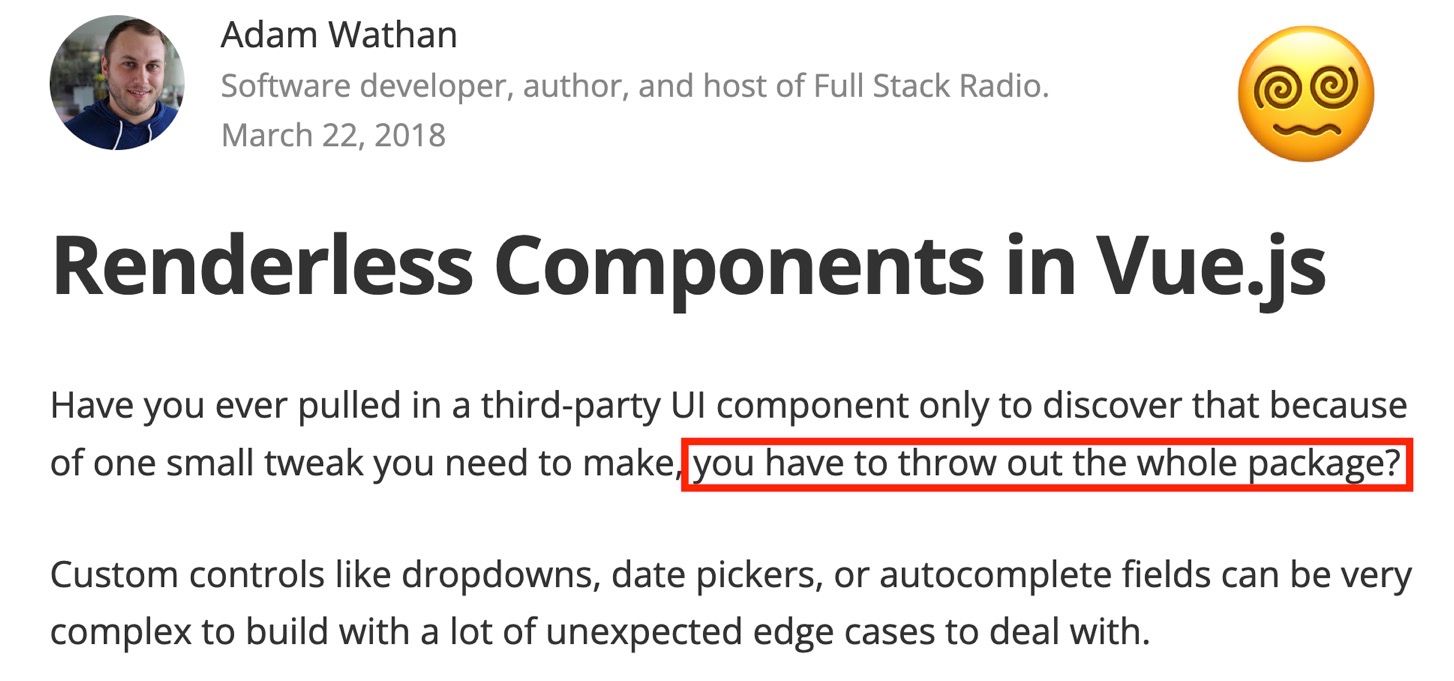 Adam Wathan
Software developer, author, and host of Full Stack Radio.
March 22, 2018
Renderless Components in Vue.js
Have you ever pulled in a third-party UI component only to discover that because
of one small tweak you need to make, you have to throw out the whole package?
Custom controls like dropdowns, date pickers, or autocomplete fields can be very
complex to build with a lot of unexpected edge cases to deal with.